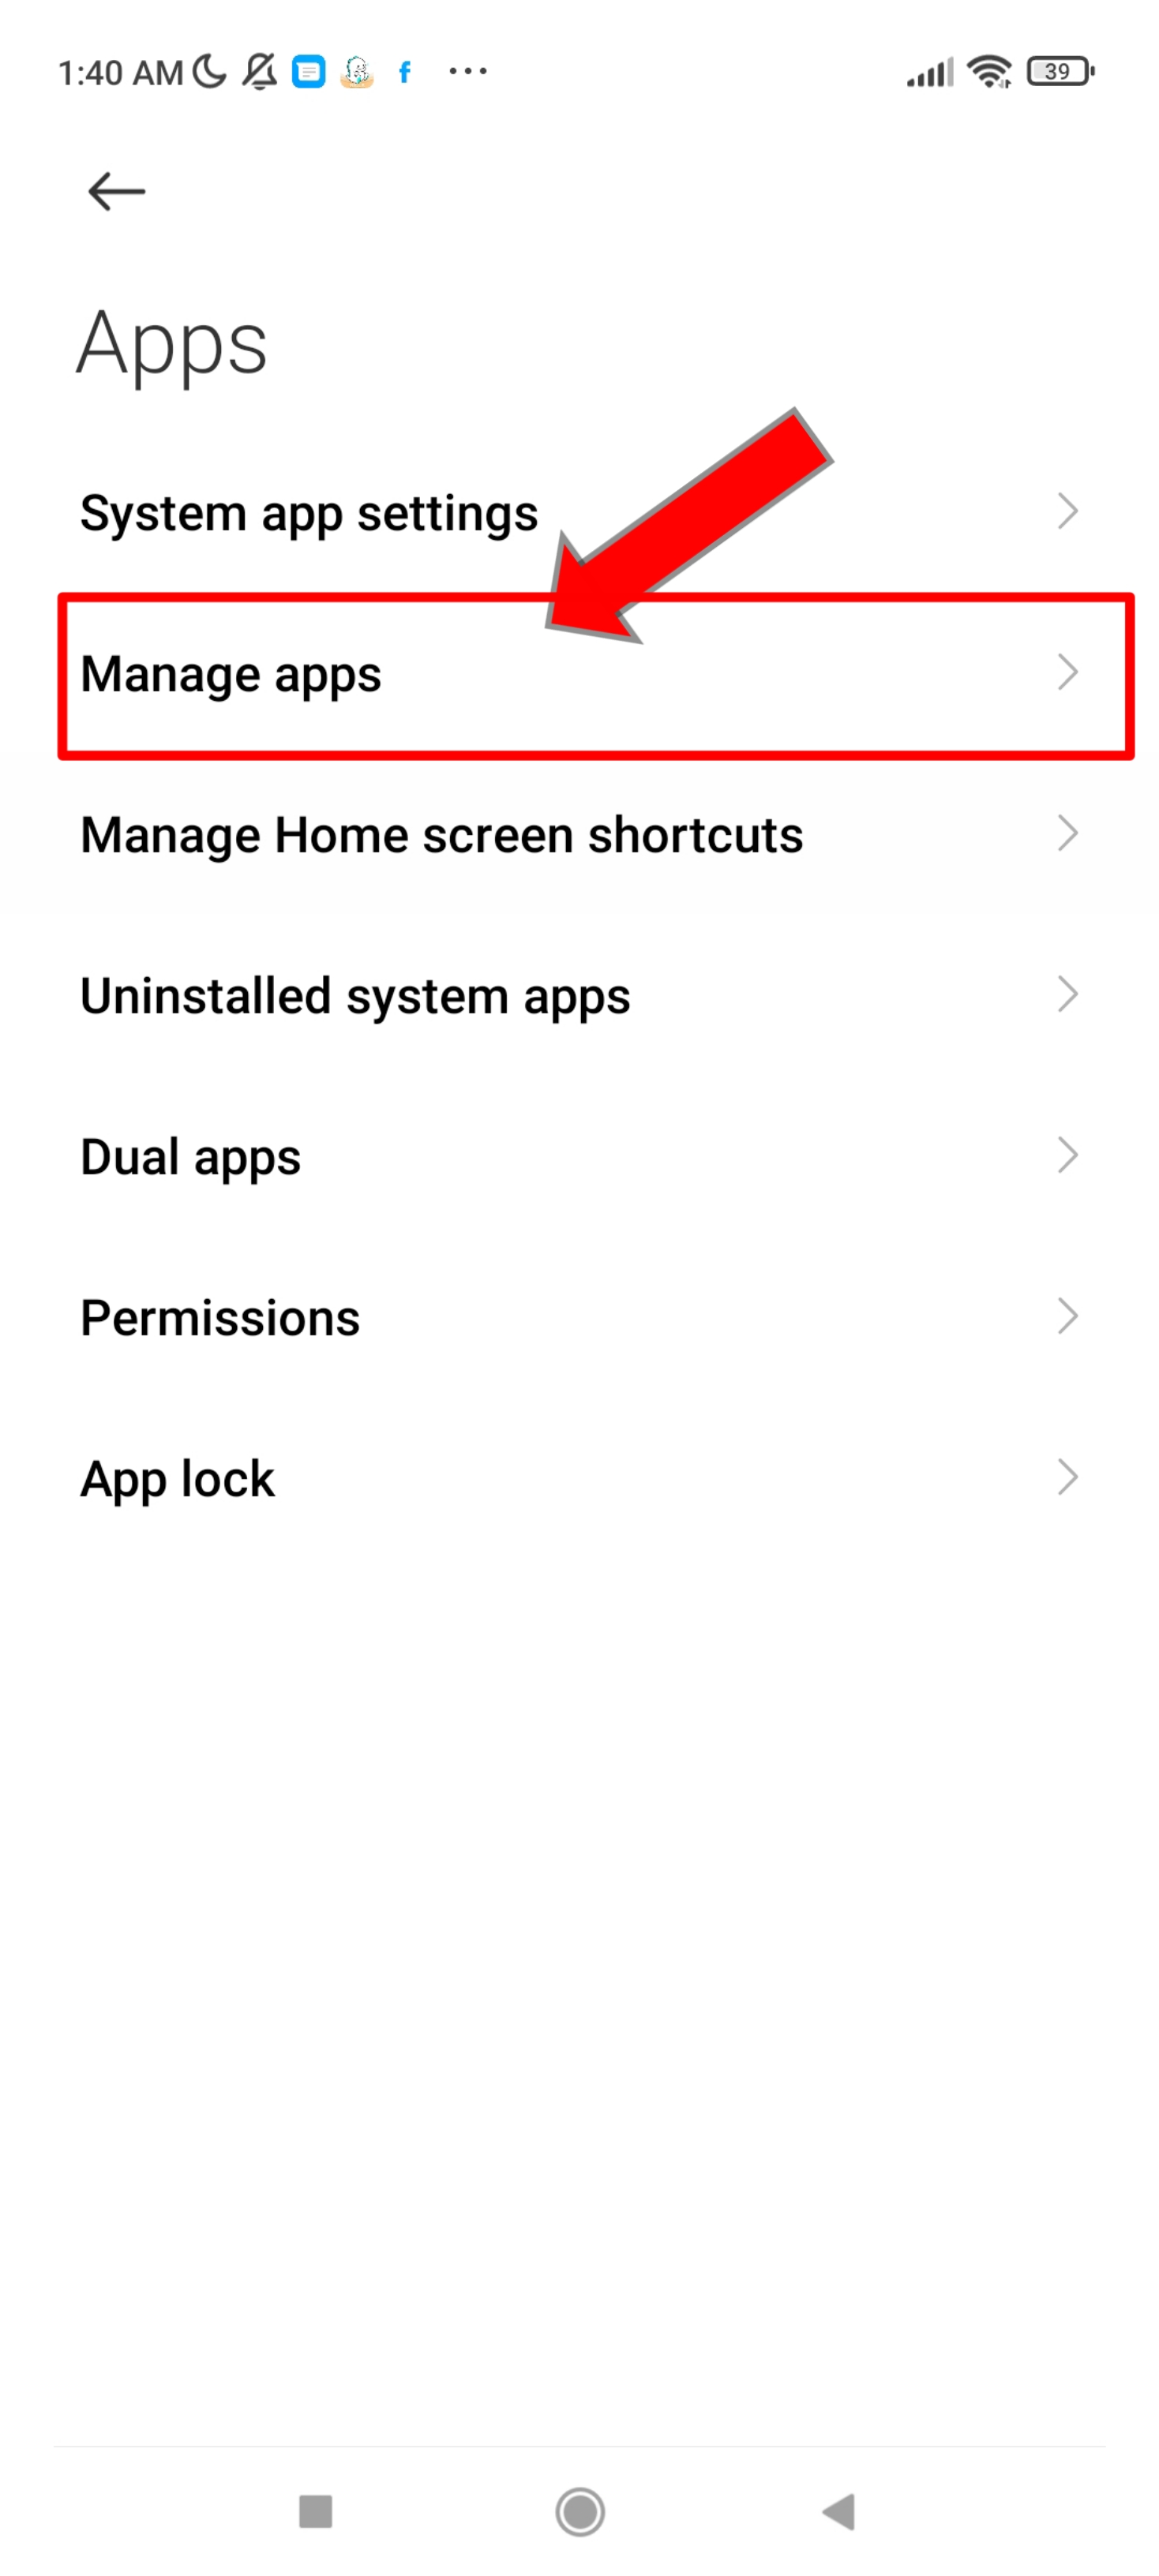 1:40 AM f ... 39
Apps
System app settings
Manage apps
Manage Home screen shortcuts
Uninstalled system apps
Dual apps
Permissions
App lock